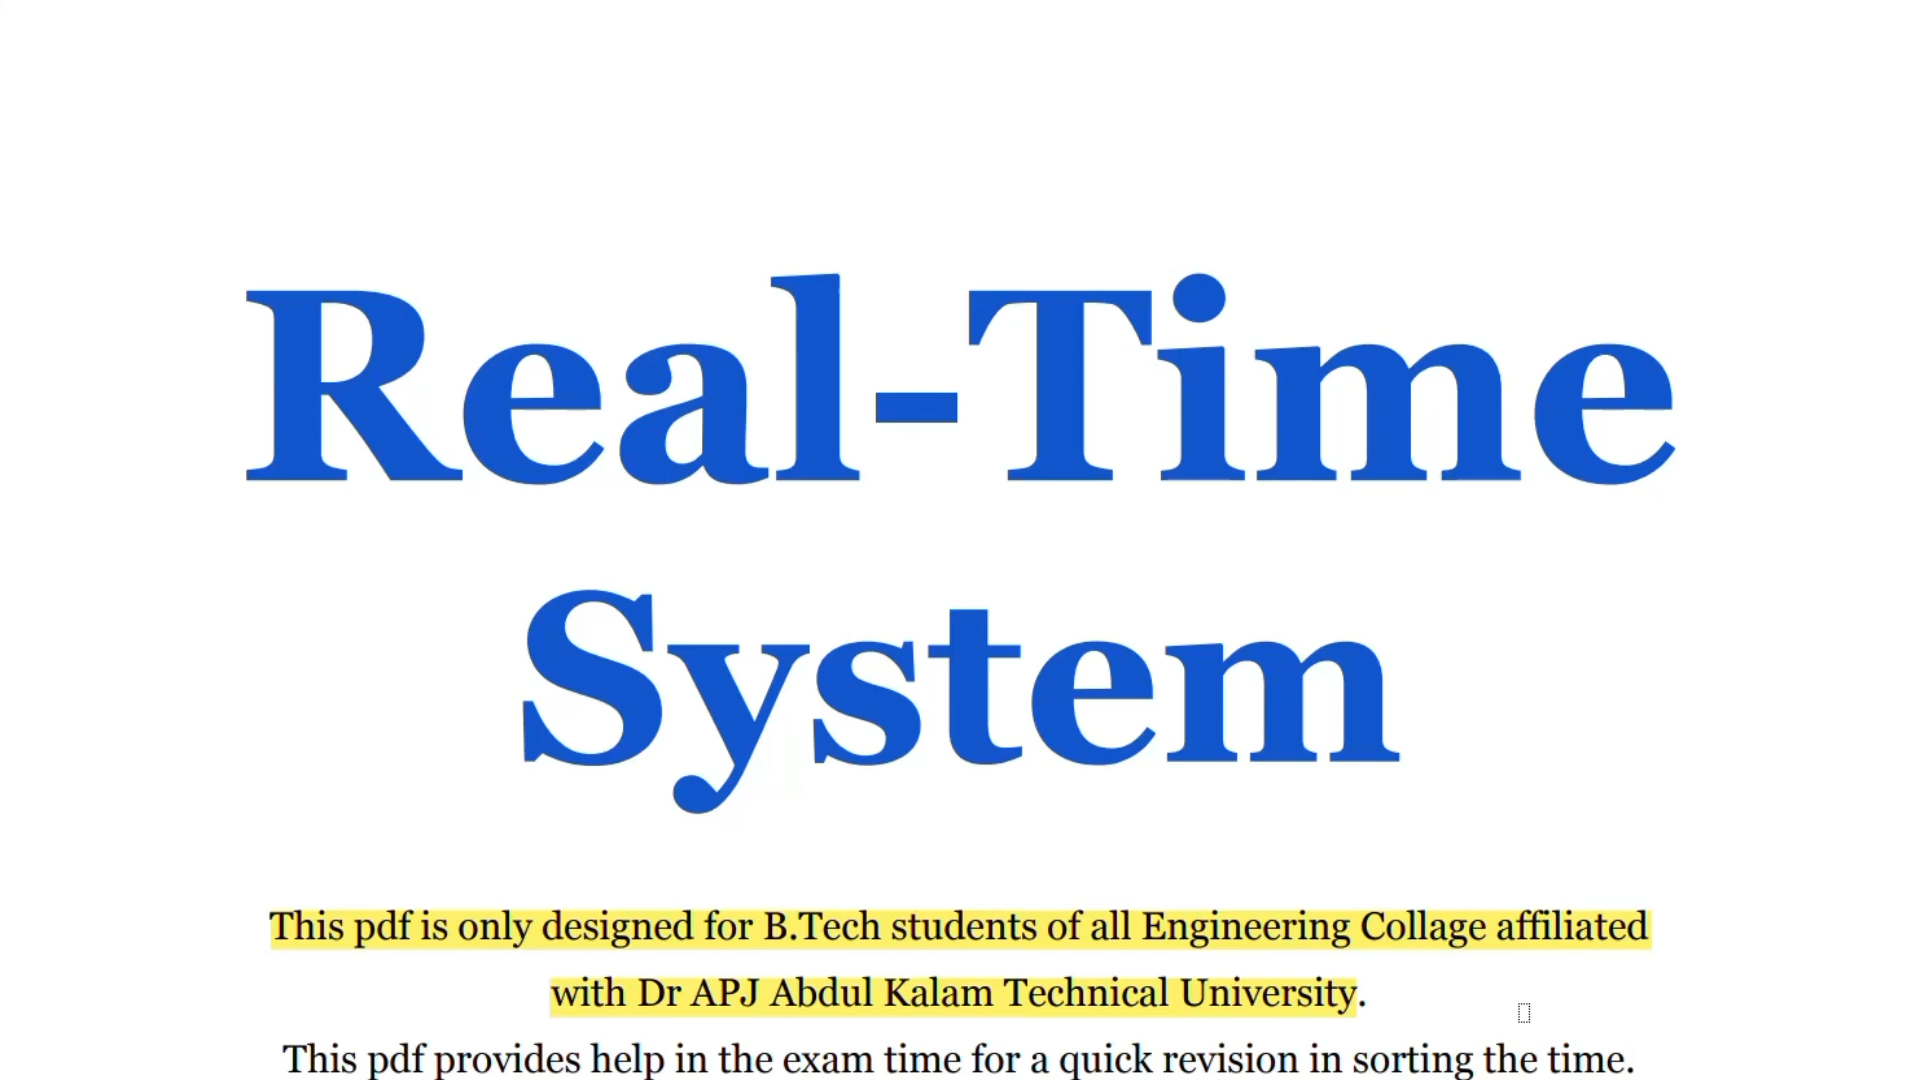 Real-Time
System
This pdf is only designed for B.Tech students of all Engineering Collage affiliated
with Dr APJ Abdul Kalam Technical University.
This pdf provides help in the exam time for a quick revision in sorting the time.